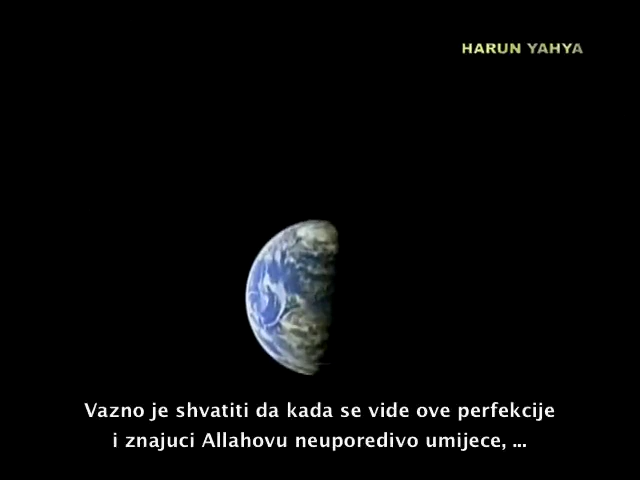 HARUN YAHYA
Vazno je shvatiti da kada se vide ove perfekcije
i znajuci Allahovu neuporedivo umijece, ...